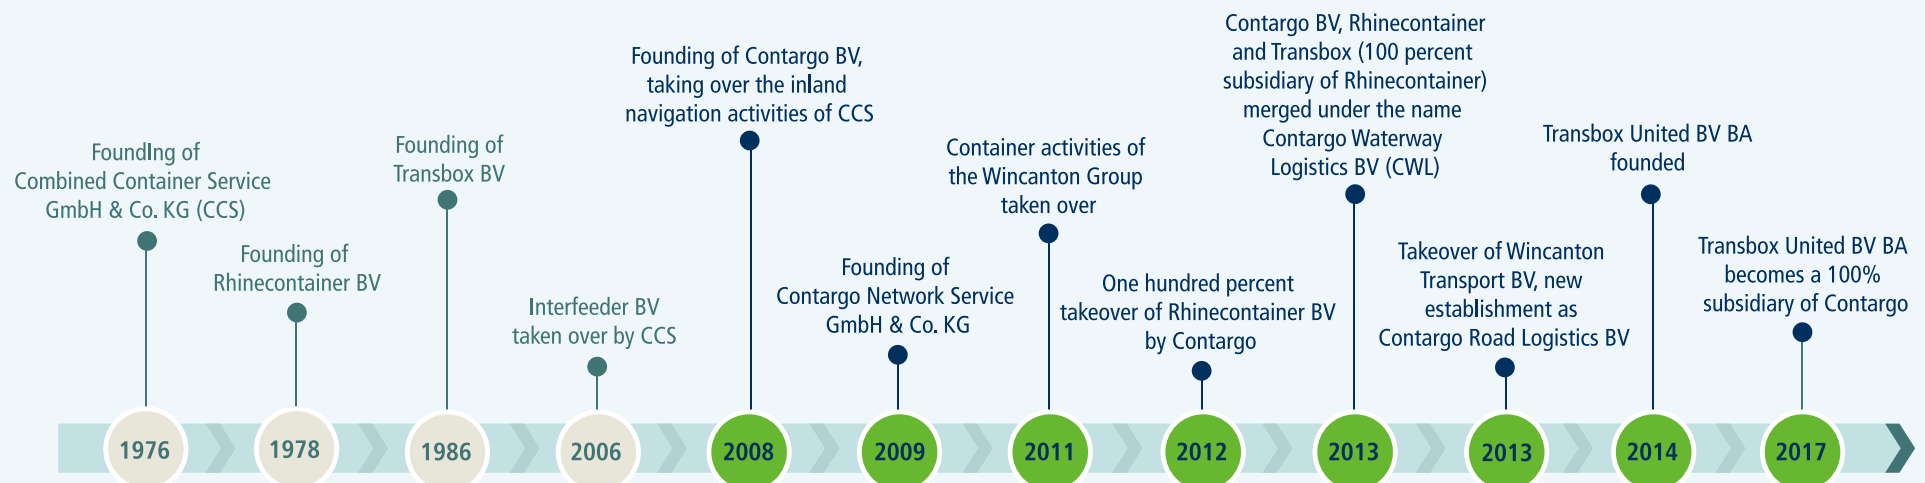 Founding of
Combined Container Service
GmbH & Co. KG (CCS)
1976
Founding of
Rhinecontainer BV
1978
Founding of
Transbox BV
1986
Interfeeder BV
taken over by CCS
2006
Founding of Contargo BV,
taking over the inland
navigation activities of CCS
2008
Founding of
Contargo Network Service
GmbH & Co. KG
2009
Container activities of
the Wincanton Group
taken over
2011
One hundred percent
takeover of Rhinecontainer BV
by Contargo
2012
Contargo BV, Rhinecontainer
and Transbox (100 percent
subsidiary of Rhinecontainer)
merged under the name
Contargo Waterway
Logistics BV (CWL)
2013
Takeover of Wincanton
Transport BV, new
establishment as
Contargo Road Logistics BV
2013
Transbox United BV BA
founded
2014
Transbox United BV BA
becomes a 100%
subsidiary of Contargo
2017